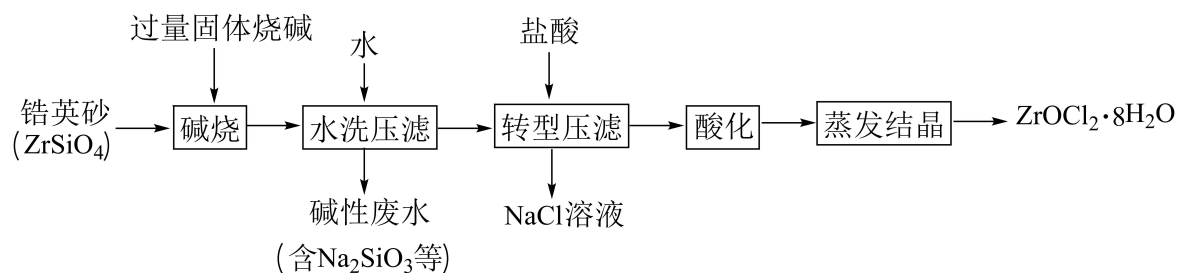 过量固体烧碱
水
盐酸
锆英砂
(ZrSiO₄)
碱烧
水洗压滤
转型压滤
酸化
蒸发结晶
ZrOCl₂·8H₂O
碱性废水
(含Na₂SiO₃等)
NaCl溶液